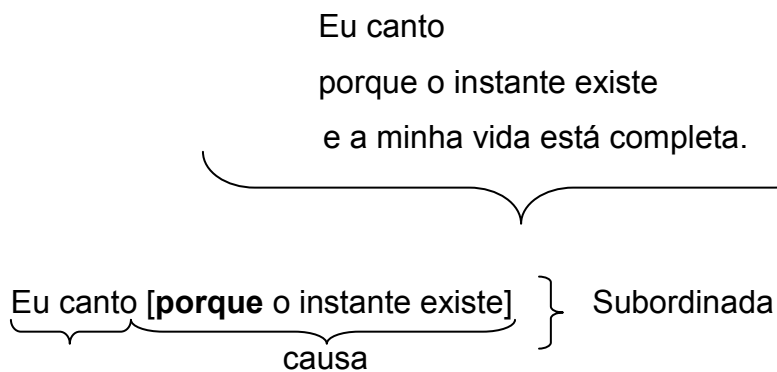 Eu canto
porque o instante existe
e a minha vida está completa.
Eu canto [porque o instante existe] Subordinada
causa